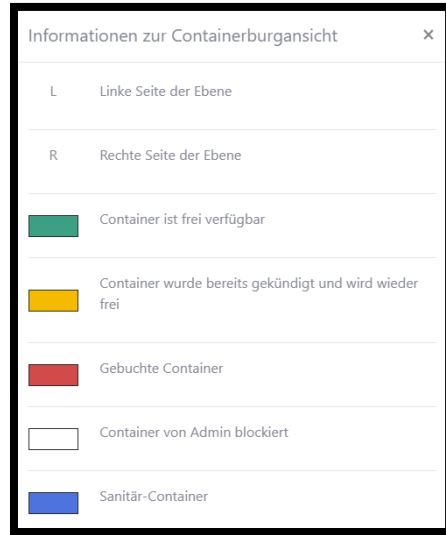 Informationen zur Containerburgansicht ×
L Linke Seite der Ebene
R Rechte Seite der Ebene
Container ist frei verfügbar
Container wurde bereits gekündigt und wird wieder
frei
Gebuchte Container
Container von Admin blockiert
Sanitär-Container